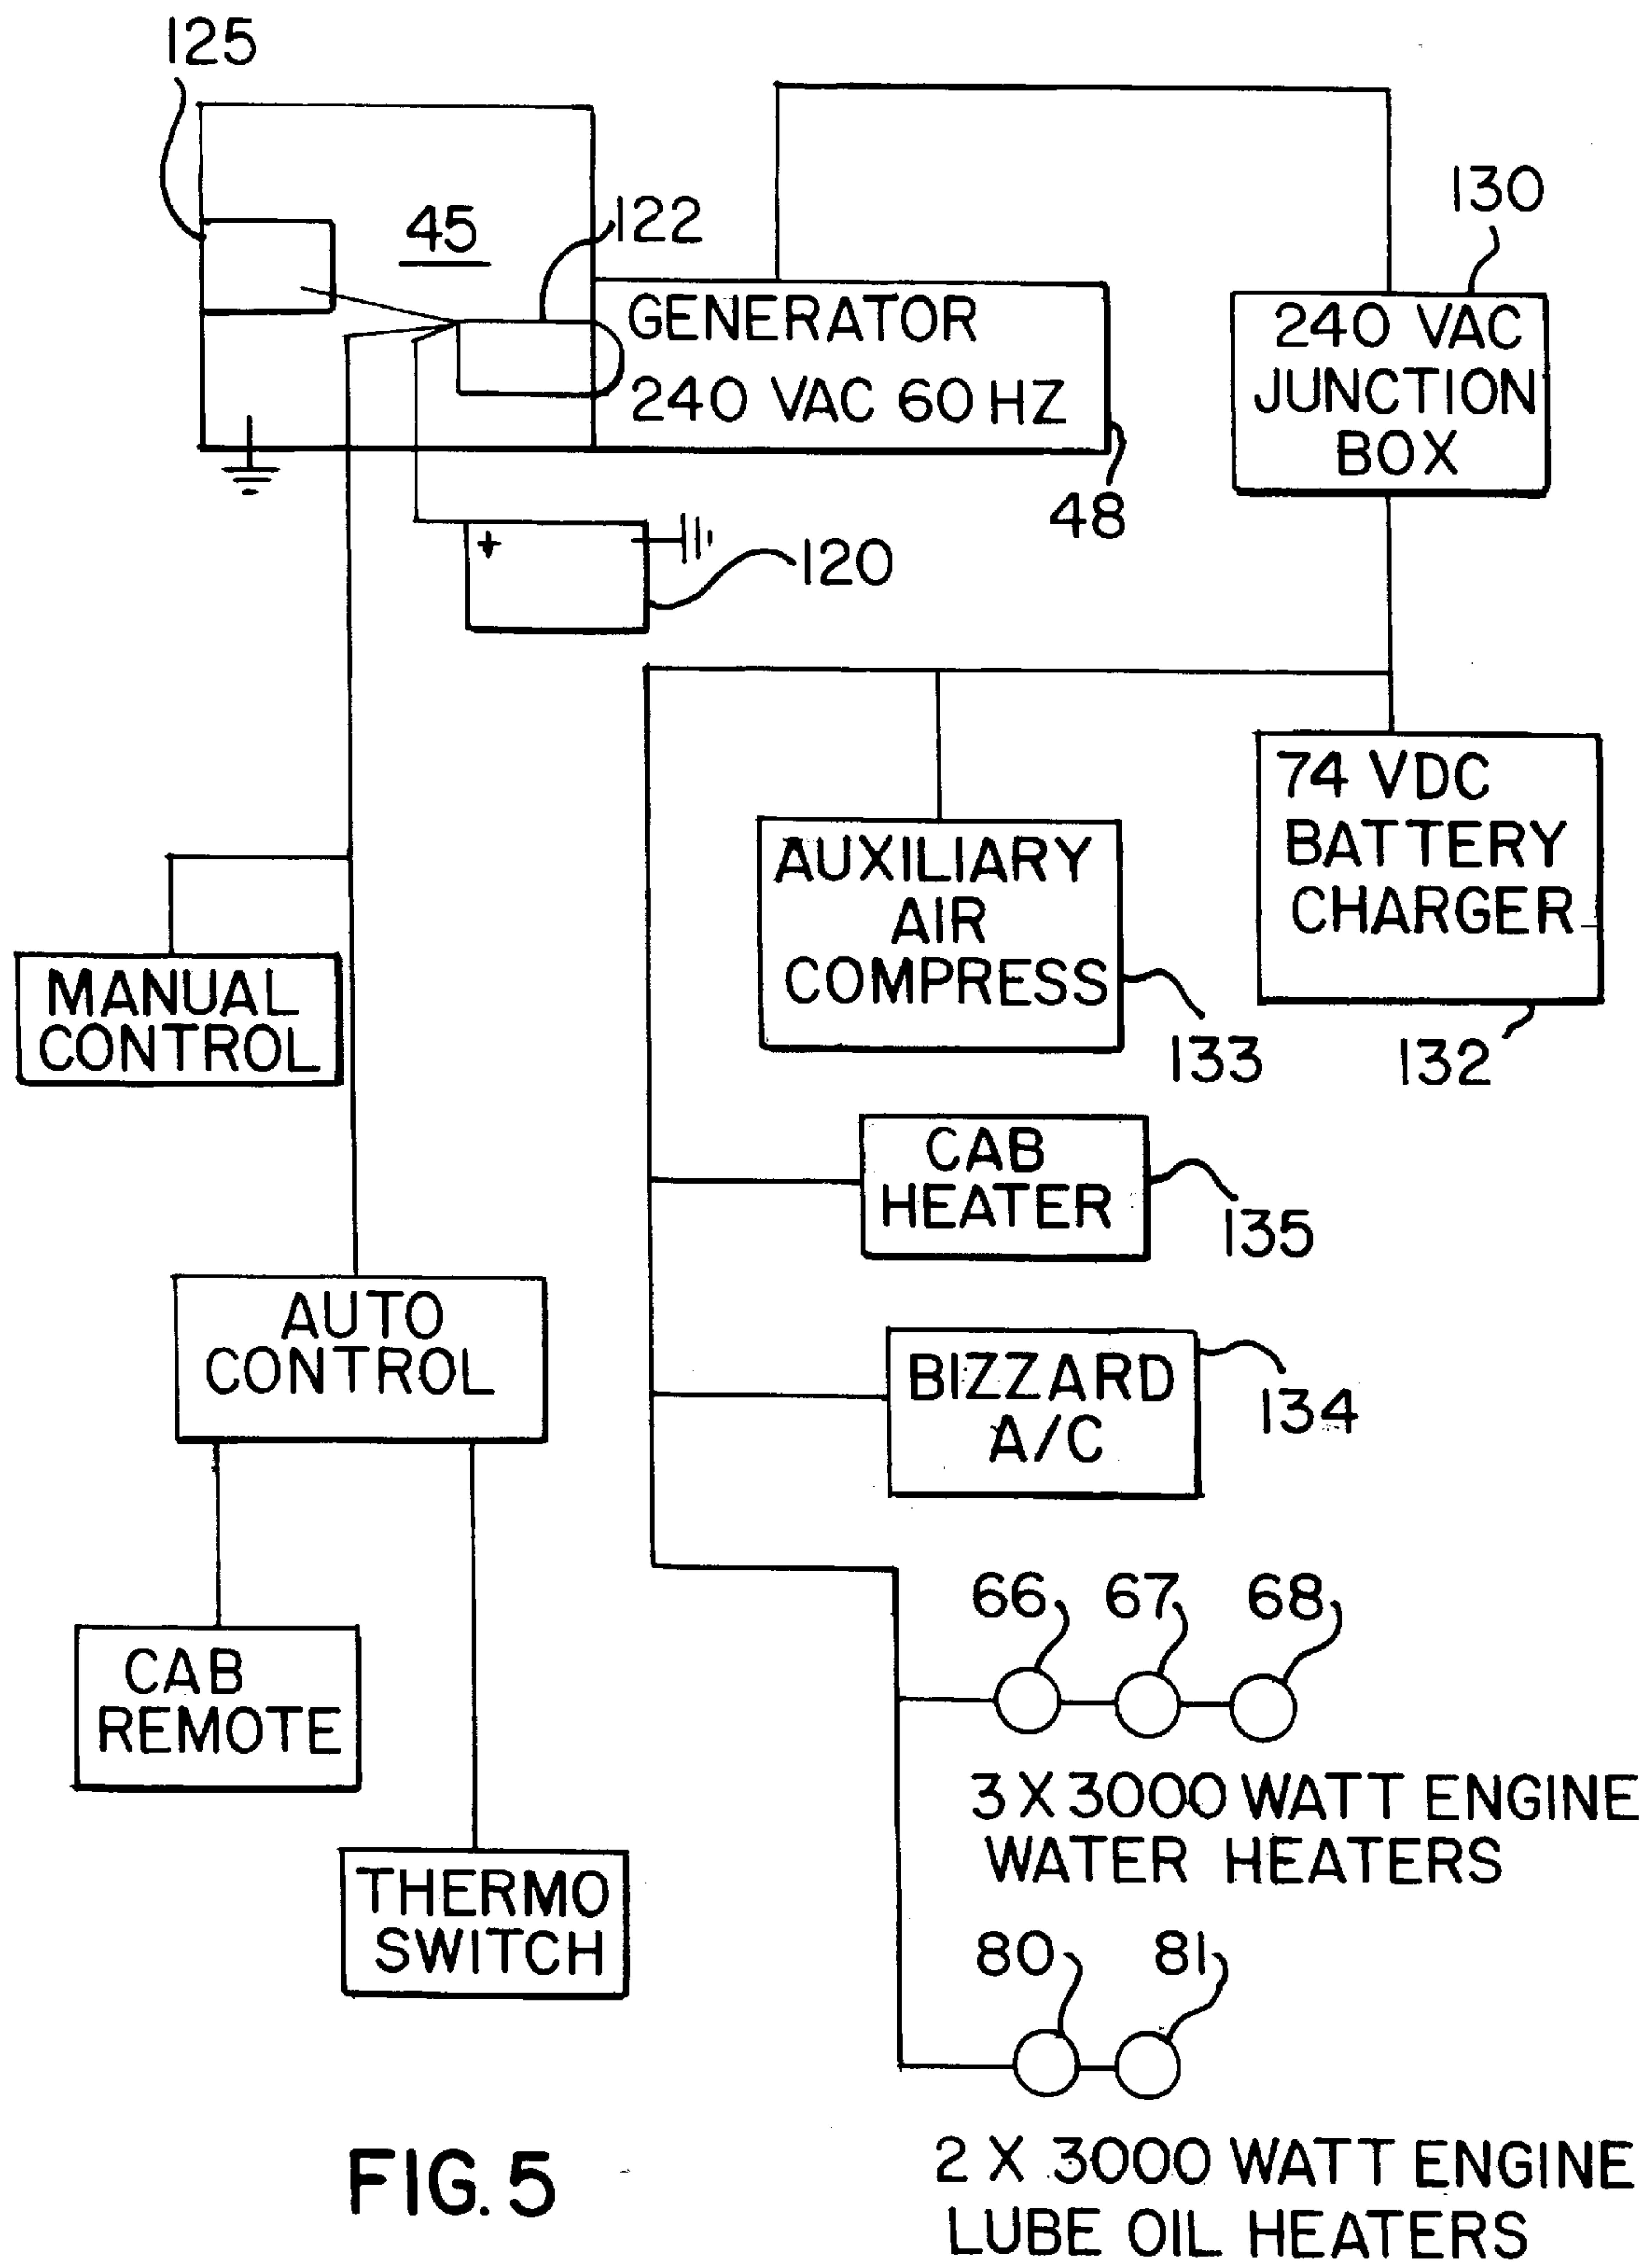 125
45
122
130
GENERATOR
240 VAC 60 HZ
240 VAC
JUNCTION
BOX
48
+
120
74 VDC
BATTERY
CHARGER
132
AUXILIARY
AIR
COMPRESS
133
MANUAL
CONTROL
CAB
HEATER
135
AUTO
CONTROL
BIZZARD
A/C
134
66
67
68
CAB
REMOTE
3 X 3000 WATT ENGINE
WATER HEATERS
THERMO
SWITCH
80
81
2 X 3000 WATT ENGINE
LUBE OIL HEATERS
FIG. 5